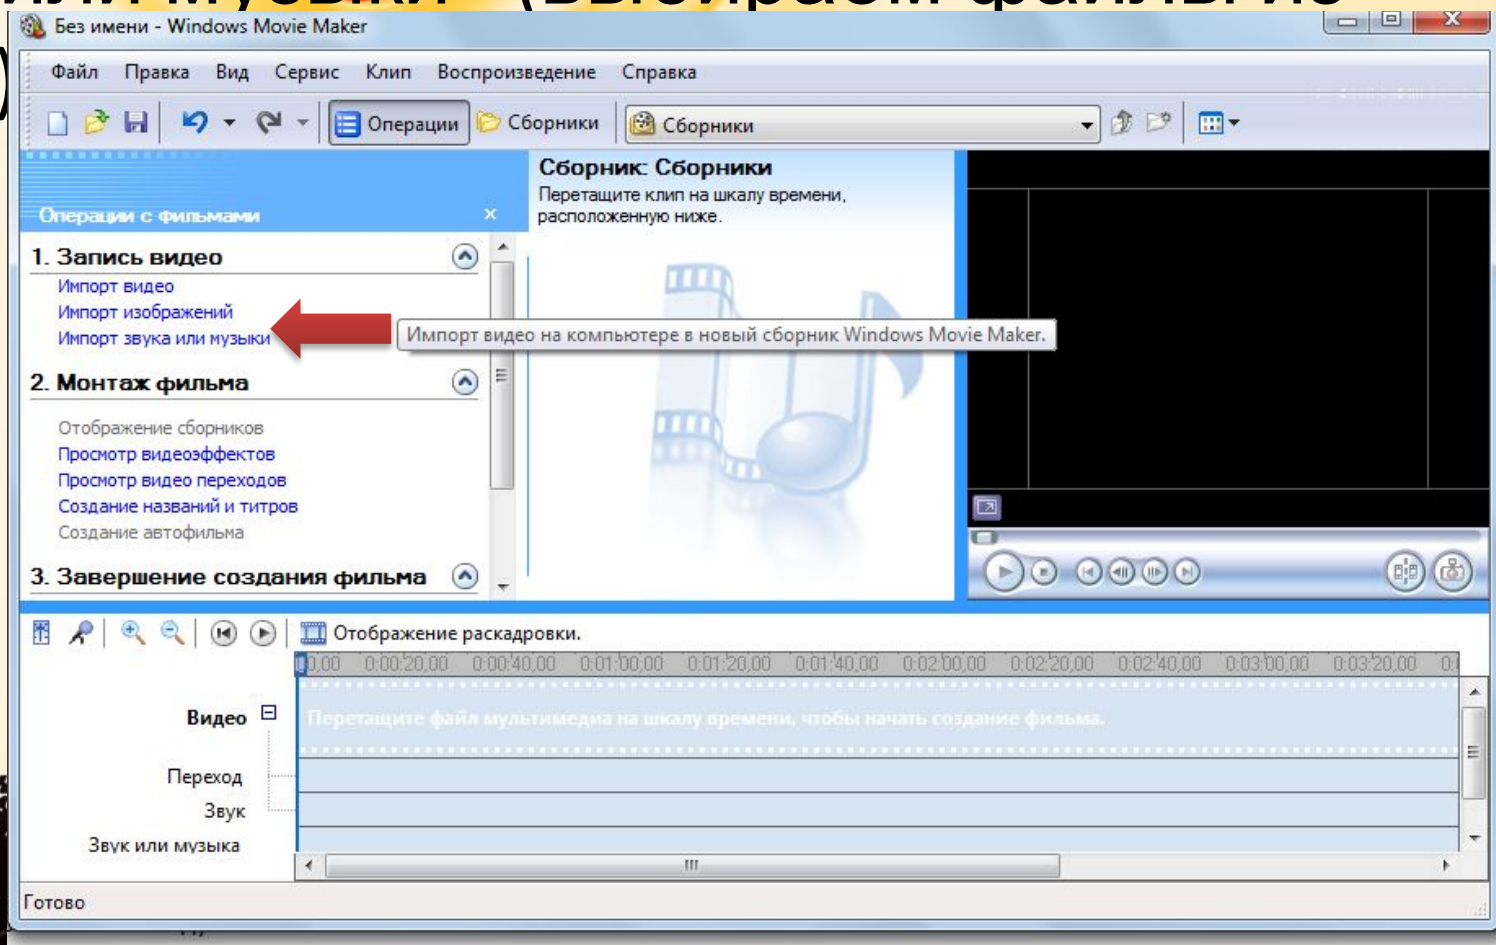 или музыки" (выбираем файлы из
)
Без имени - Windows Movie Maker
Файл Правка Вид Сервис Клип Воспроизведение Справка
Операции Сборники Сборники
Сборник: Сборники
Перетащите клип на шкалу времени,
расположенную ниже.
Операции с фильмами
1. Запись видео
Импорт видео
Импорт изображений
Импорт звука или музыки
Импорт видео на компьютере в новый сборник Windows Movie Maker.
2. Монтаж фильма
Отображение сборников
Просмотр видеоэффектов
Просмотр видео переходов
Создание названий и титров
Создание автофильма
3. Завершение создания фильма
Отображение раскадровки.
0,00 0:00:20,00 0:00:40,00 0:01:00,00 0:01:20,00 0:01:40,00 0:02:00,00 0:02:20,00 0:02:40,00 0:03:00,00 0:03:20,00 0:
Видео
Перетащите файл мультимедиа на шкалу времени, чтобы начать создание фильма.
Переход
Звук
Звук или музыка
Готово